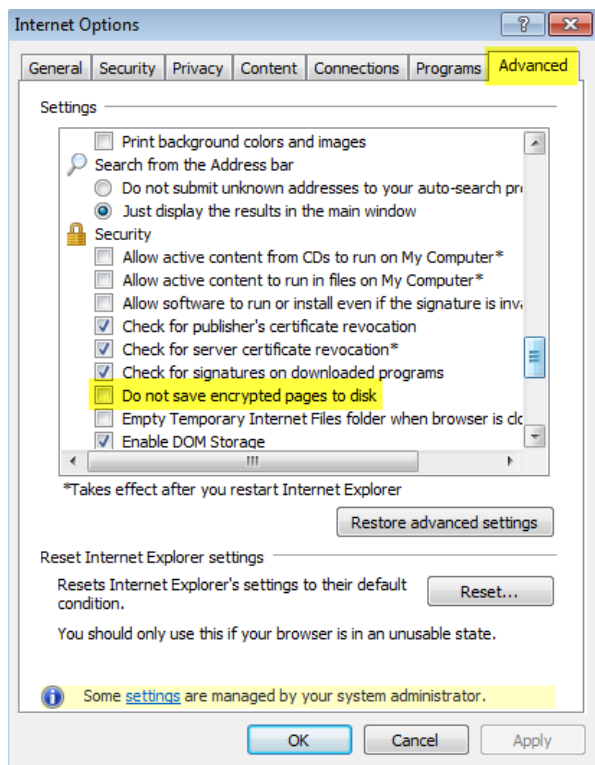 Internet Options
General Security Privacy Content Connections Programs Advanced
Settings
Print background colors and images
Search from the Address bar
Do not submit unknown addresses to your auto-search
Just display the results in the main window
Security
Allow active content from CDs to run on My Computer*
Allow active content to run in files on My Computer*
Allow software to run or install even if the signature is
Check for publisher's certificate revocation
Check for server certificate revocation*
Check for signatures on downloaded programs
Do not save encrypted pages to disk
Empty Temporary Internet Files folder when browser is
Enable DOM Storage
*Takes effect after you restart Internet Explorer
Restore advanced settings
Reset Internet Explorer settings
Resets Internet Explorer's settings to their default
condition.
Reset...
You should only use this if your browser is in an unusable state.
Some settings are managed by your system administrator.
OK Cancel Apply